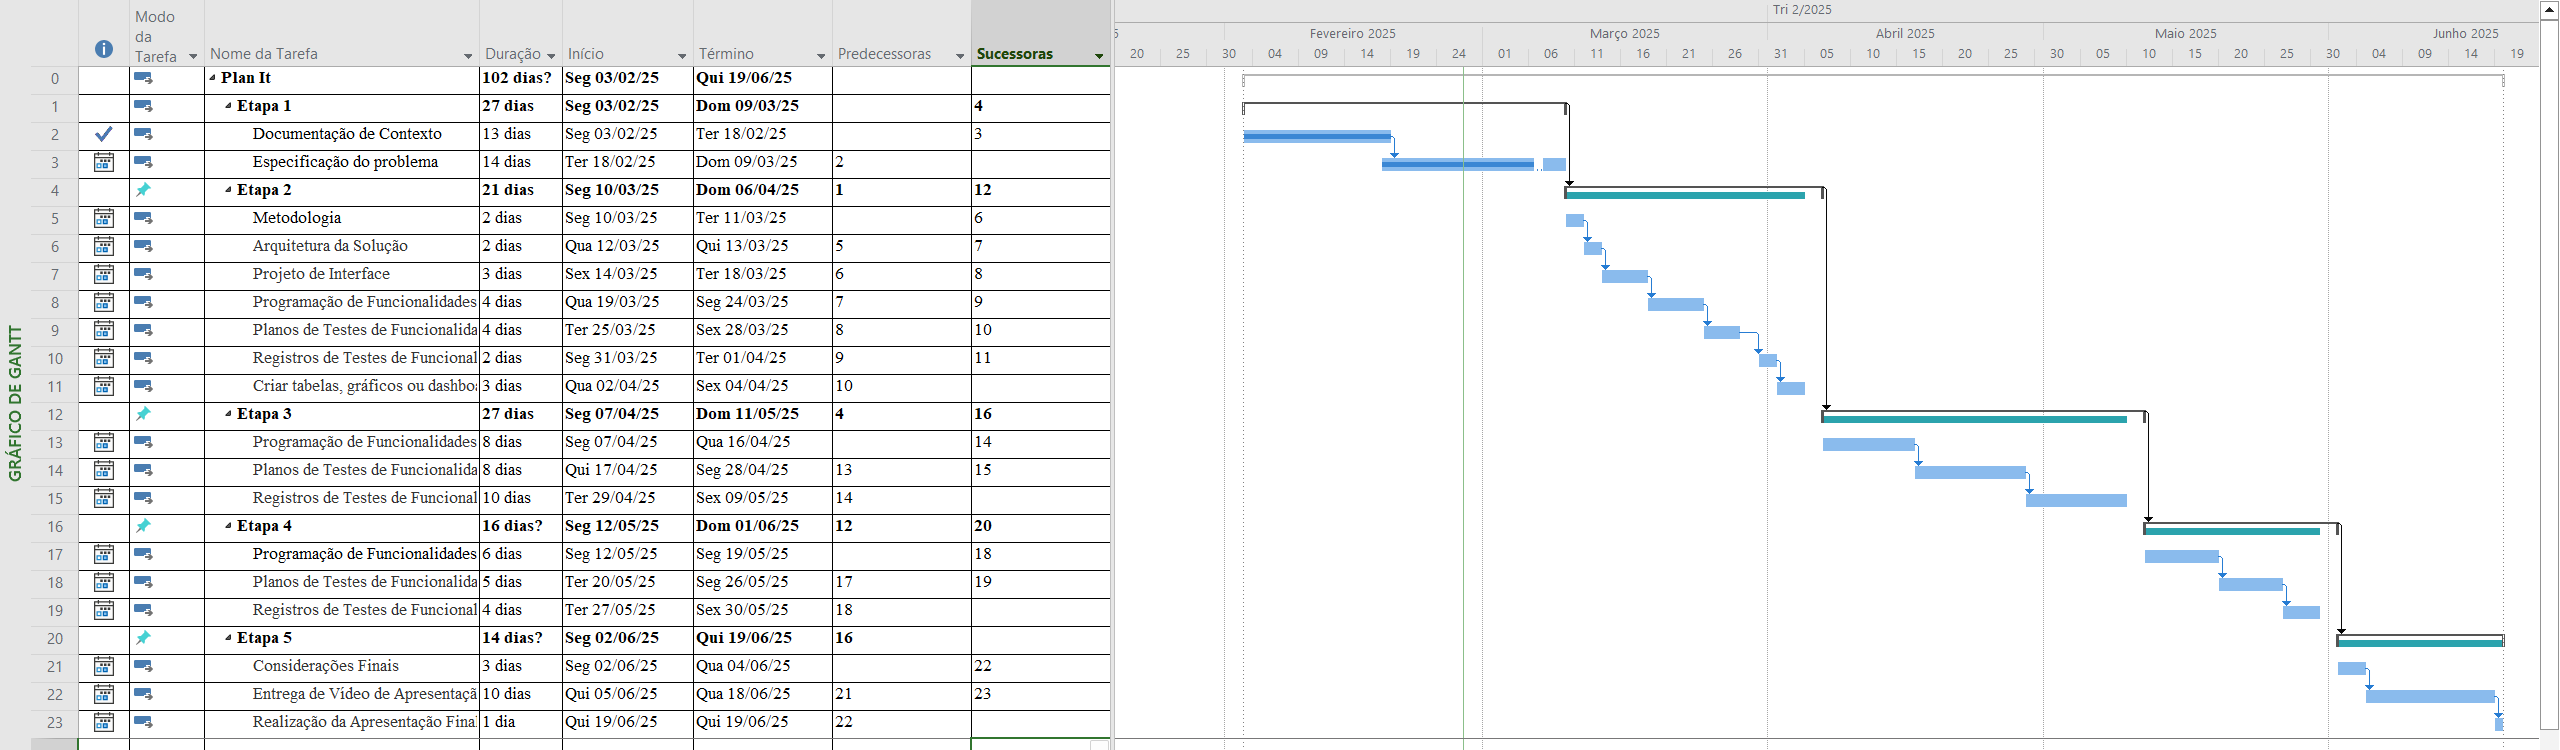 GRÁFICO DE GANTT
Modo da Tarefa Nome da Tarefa Duração Início Término Predecessoras Sucessoras
Tri 2/2025
5 Fevereiro 2025 Março 2025 Abril 2025 Maio 2025 Junho 2025
20 25 30 04 09 14 19 24 01 06 11 16 21 26 31 05 10 15 20 25 30 05 10 15 20 25 30 04 09 14 19
0 Plan It 102 dias? Seg 03/02/25 Qui 19/06/25
1 Etapa 1 27 dias Seg 03/02/25 Dom 09/03/25 4
2 Documentação de Contexto 13 dias Seg 03/02/25 Ter 18/02/25 3
3 Especificação do problema 14 dias Ter 18/02/25 Dom 09/03/25 2
4 Etapa 2 21 dias Seg 10/03/25 Dom 06/04/25 1 12
5 Metodologia 2 dias Seg 10/03/25 Ter 11/03/25 6
6 Arquitetura da Solução 2 dias Qua 12/03/25 Qui 13/03/25 5 7
7 Projeto de Interface 3 dias Sex 14/03/25 Ter 18/03/25 6 8
8 Programação de Funcionalidades 4 dias Qua 19/03/25 Seg 24/03/25 7 9
9 Planos de Testes de Funcionalida 4 dias Ter 25/03/25 Sex 28/03/25 8 10
10 Registros de Testes de Funcional 2 dias Seg 31/03/25 Ter 01/04/25 9 11
11 Criar tabelas, gráficos ou dashbo 3 dias Qua 02/04/25 Sex 04/04/25 10
12 Etapa 3 27 dias Seg 07/04/25 Dom 11/05/25 4 16
13 Programação de Funcionalidades 8 dias Seg 07/04/25 Qua 16/04/25 14
14 Planos de Testes de Funcionalida 8 dias Qui 17/04/25 Seg 28/04/25 13 15
15 Registros de Testes de Funcional 10 dias Ter 29/04/25 Sex 09/05/25 14
16 Etapa 4 16 dias? Seg 12/05/25 Dom 01/06/25 12 20
17 Programação de Funcionalidades 6 dias Seg 12/05/25 Seg 19/05/25 18
18 Planos de Testes de Funcionalida 5 dias Ter 20/05/25 Seg 26/05/25 17 19
19 Registros de Testes de Funcional 4 dias Ter 27/05/25 Sex 30/05/25 18
20 Etapa 5 14 dias? Seg 02/06/25 Qui 19/06/25 16
21 Considerações Finais 3 dias Seg 02/06/25 Qua 04/06/25 22
22 Entrega de Vídeo de Apresentaçã 10 dias Qui 05/06/25 Qua 18/06/25 21 23
23 Realização da Apresentação Fina 1 dia Qui 19/06/25 Qui 19/06/25 22